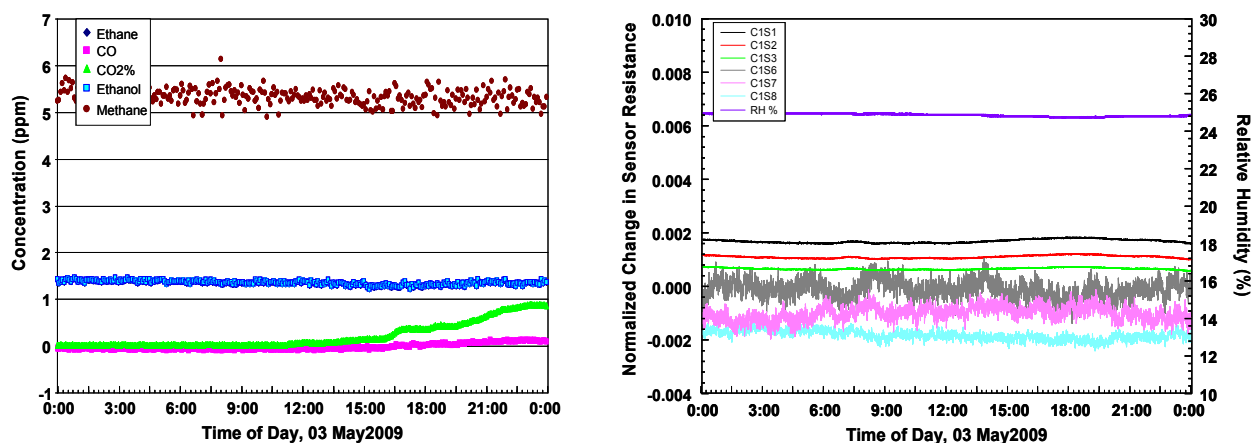 7
6
5
4
3
2
1
0
-1
Concentration (ppm)
Ethane
CO
CO2%
Ethanol
Methane
0:00 3:00 6:00 9:00 12:00 15:00 18:00 21:00 0:00
Time of Day, 03 May2009
0.010
0.008
0.006
0.004
0.002
0.000
-0.002
-0.004
Normalized Change in Sensor Resistance
C1S1
C1S2
C1S3
C1S6
C1S7
C1S8
RH %
30
28
26
24
22
20
18
16
14
12
10
Relative Humidity (%)
0:00 3:00 6:00 9:00 12:00 15:00 18:00 21:00 0:00
Time of Day, 03 May2009